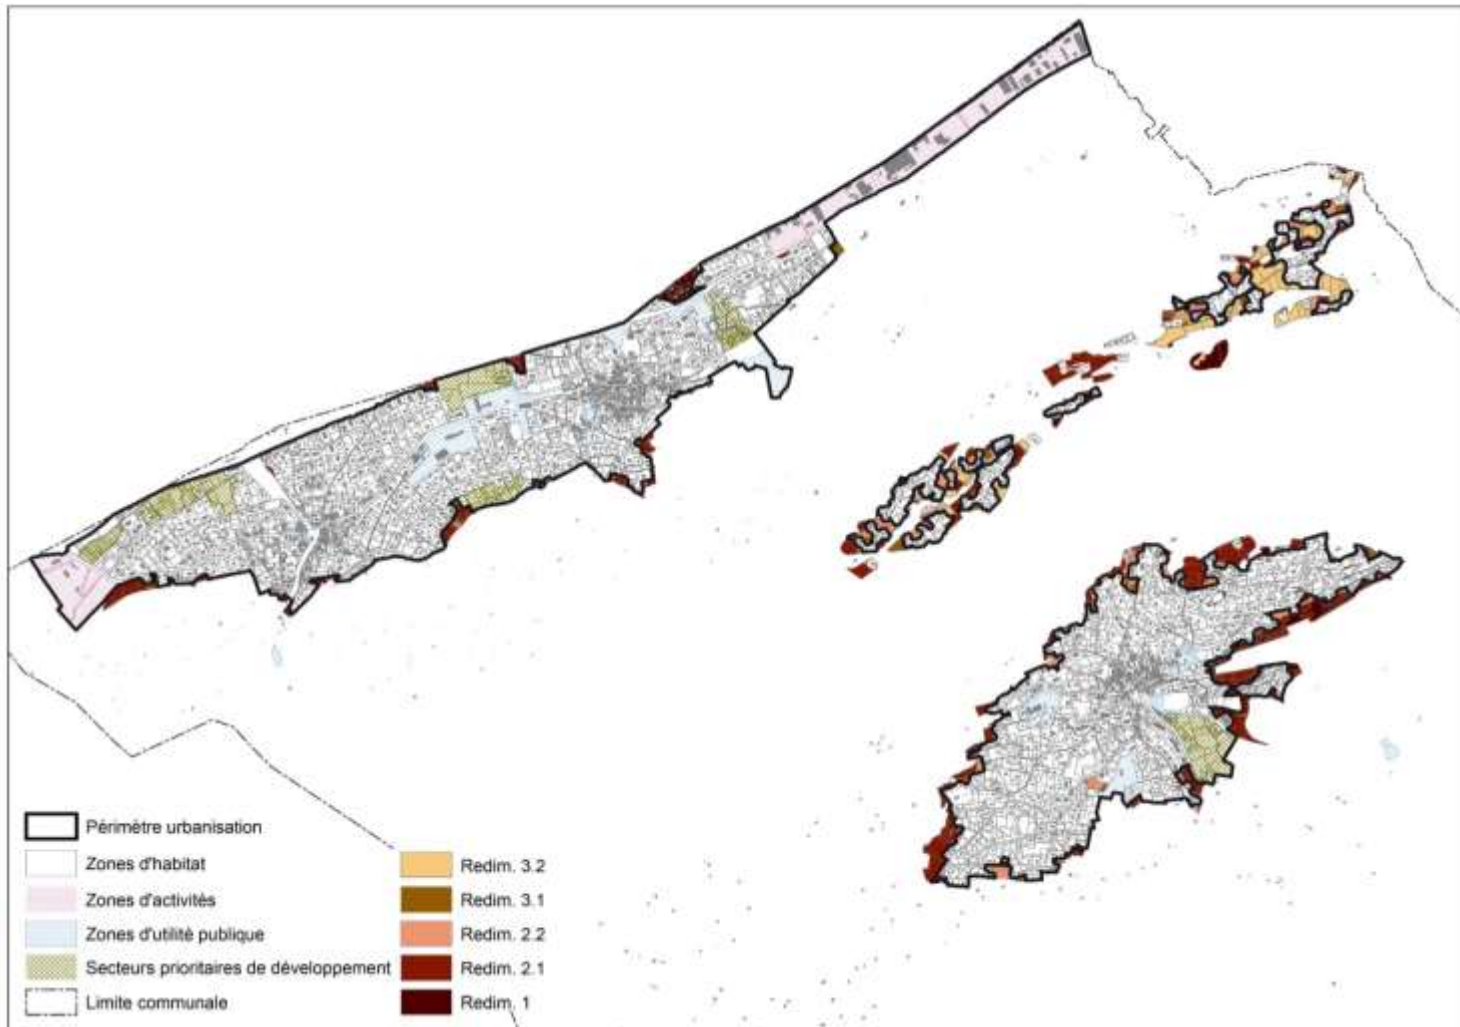 Périmètre urbanisation
Zones d'habitat
Zones d'activités
Zones d'utilité publique
Secteurs prioritaires de développement
Limite communale
Redim. 3.2
Redim. 3.1
Redim. 2.2
Redim. 2.1
Redim. 1